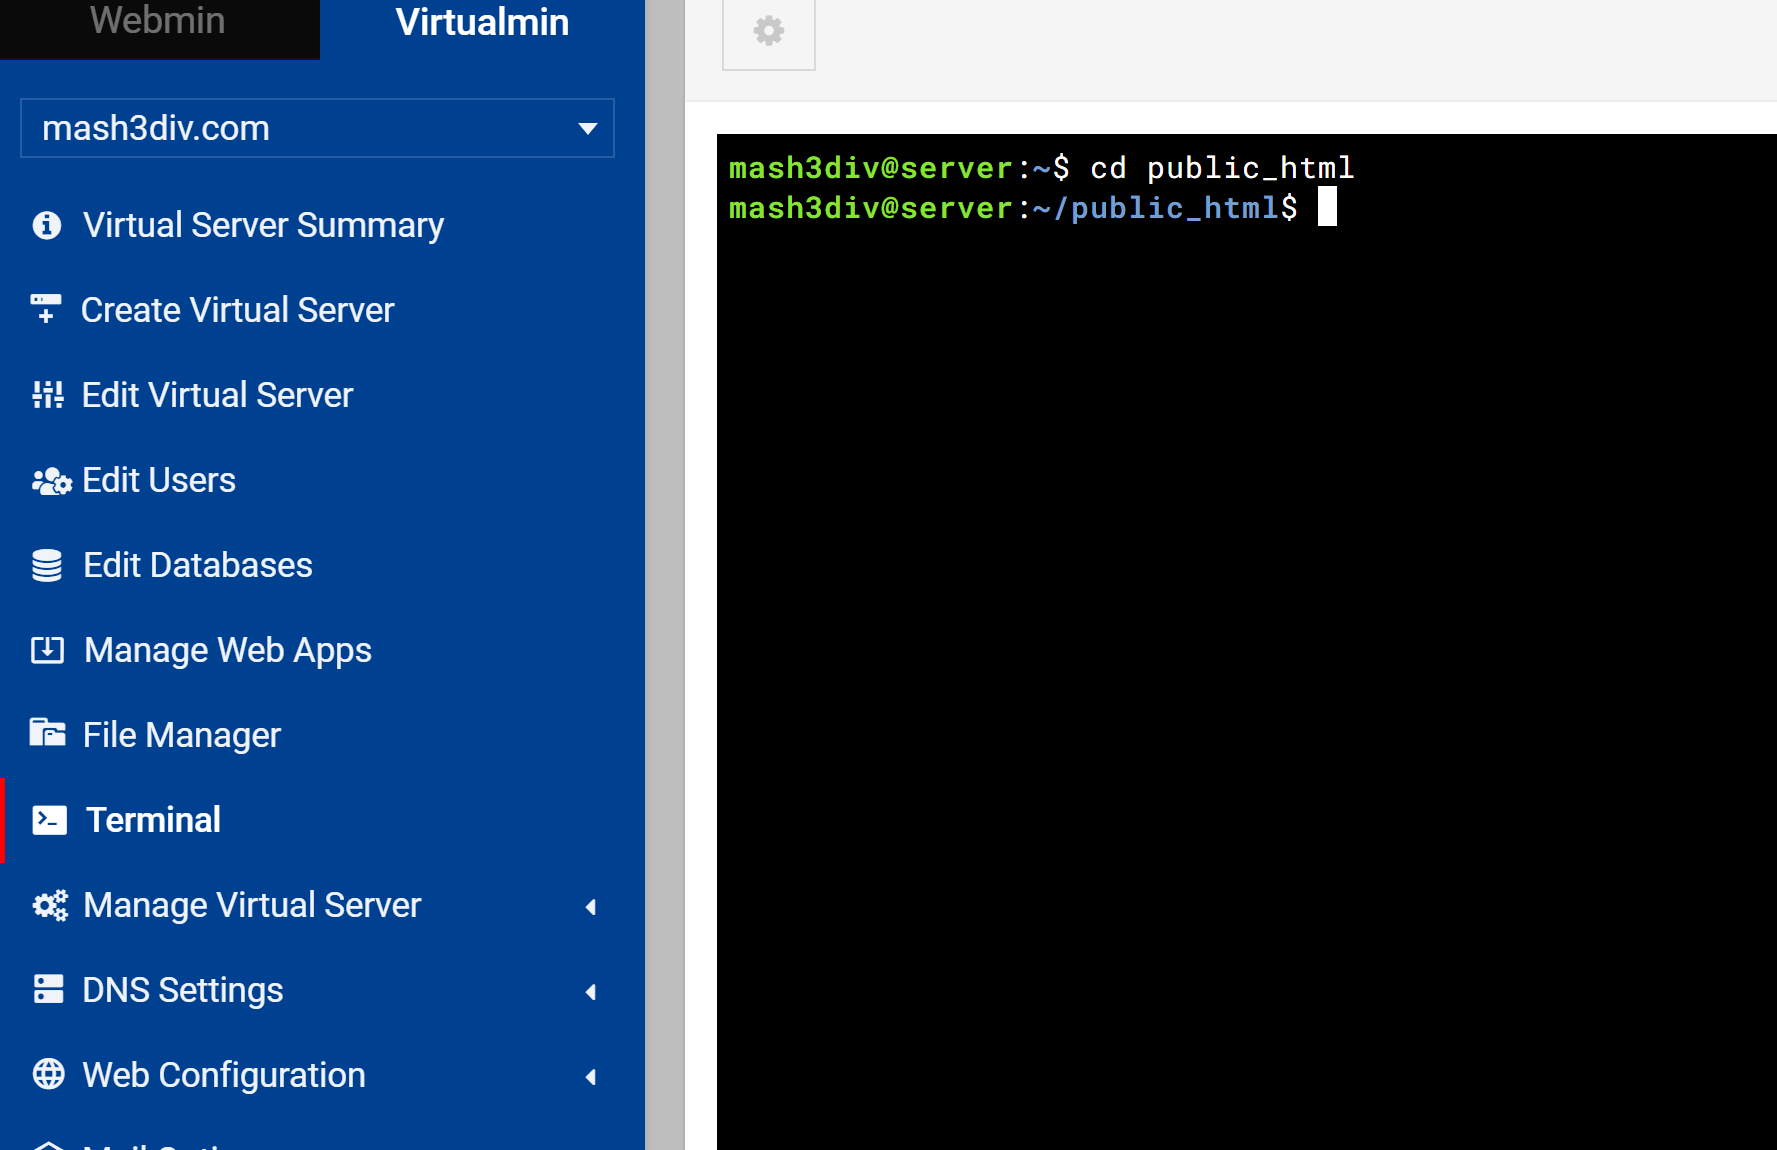 Webmin
Virtualmin
mash3div.com
Virtual Server Summary
Create Virtual Server
Edit Virtual Server
Edit Users
Edit Databases
Manage Web Apps
File Manager
Terminal
Manage Virtual Server
DNS Settings
Web Configuration
mash3div@server:~$ cd public_html
mash3div@server:~/public_html$